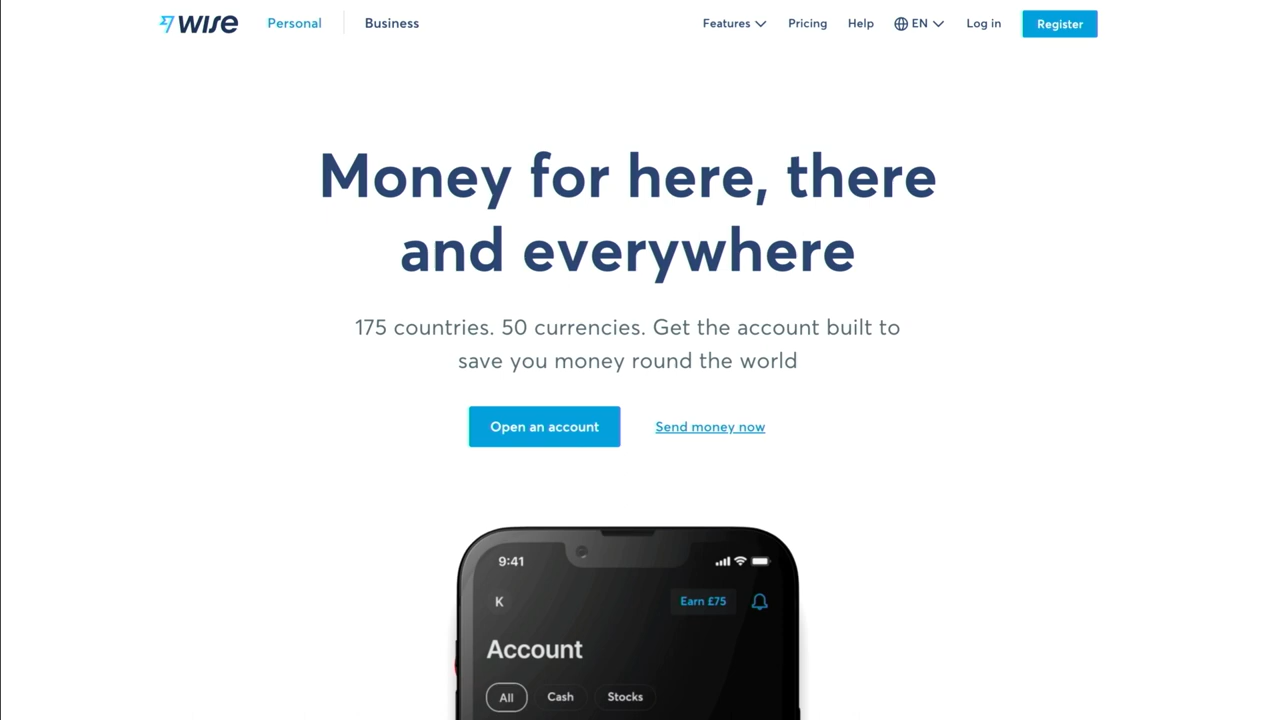 wise Personal Business Features Pricing Help EN Log in Register
Money for here, there
and everywhere
175 countries. 50 currencies. Get the account built to
save you money round the world
Open an account Send money now
9:41
K Earn £75
Account
All Cash Stocks